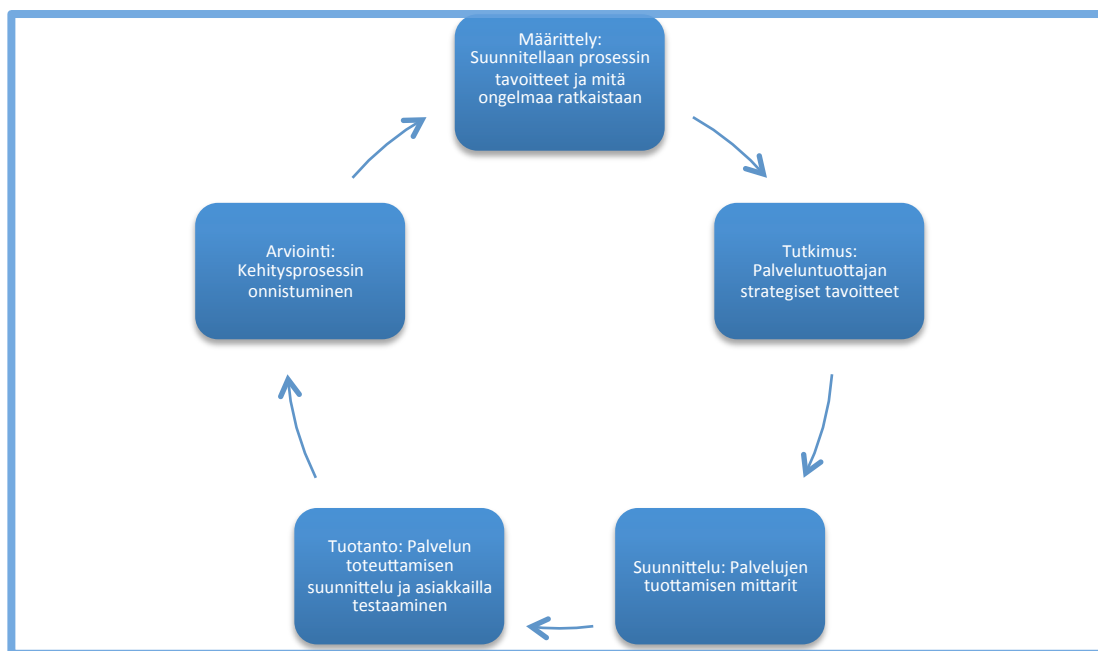 Määrittely:
Suunnitellaan prosessin
tavoitteet ja mitä
ongelmaa ratkaistaan
Tutkimus:
Palveluntuottajan
strategiset tavoitteet
Suunnittelu: Palvelujen
tuottamisen mittarit
Tuotanto: Palvelun
toteuttamisen
suunnittelu ja asiakkailla
testaaminen
Arviointi:
Kehitysprosessin
onnistuminen